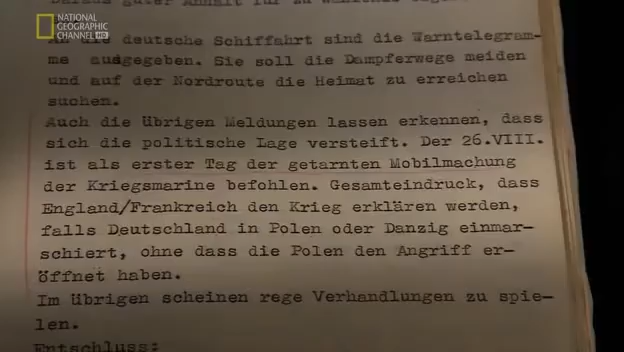 NATIONAL
GEOGRAPHIC
CHANNEL HD
An die deutsche Schiffahrt sind die Warntelegram-
me ausgegeben. Sie soll die Dampferwege meiden
und auf der Nordroute die Heimat zu erreichen
suchen.
Auch die übrigen Meldungen lassen erkennen, dass
sich die politische Lage versteift. Der 26.VIII.
ist als erster Tag der getarnten Mobilmachung
der Kriegsmarine befohlen. Gesamteindruck, dass
England/Frankreich den Krieg erklären werden,
falls Deutschland in Polen oder Danzig einmar-
schiert, ohne dass die Polen den Angriff er-
öffnet haben.
Im übrigen scheinen rege Verhandlungen zu spie-
len.
Entschluss: